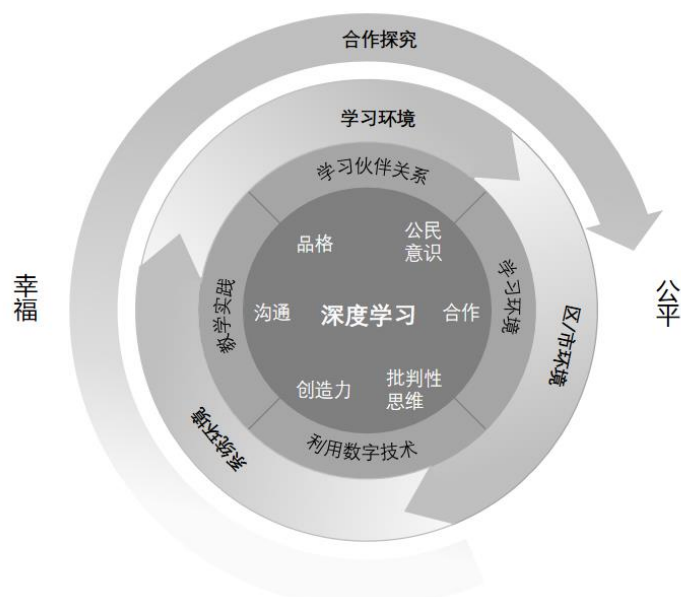 合作探究
学习环境
学习伙伴关系
品格
公民
意识
幸福
教学实践
沟通
深度学习
合作
学习环境
区/市环境
公平
创造力
批判性
思维
系统环境
利用数字技术